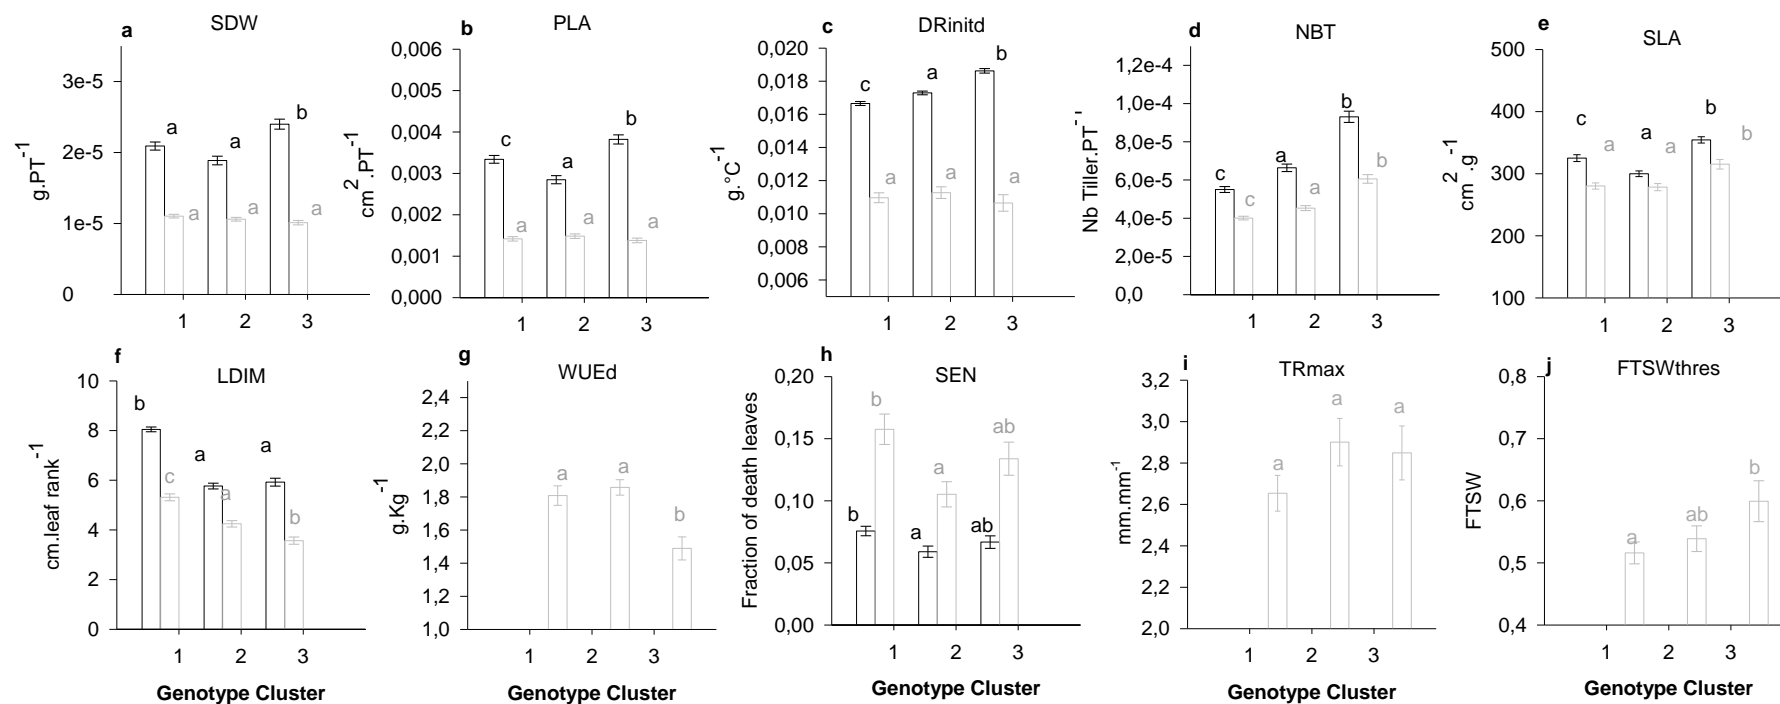 a SDW
g.PT-1
3e-5
2e-5
1e-5
0
a
a
b
a
a
a
1 2 3
b PLA
cm2.PT-1
0,006
0,005
0,004
0,003
0,002
0,001
0,000
c
a
b
a
a
a
1 2 3
c DRinitd
g.°C-1
0,020
0,018
0,016
0,014
0,012
0,010
0,008
0,006
c
a
b
a
a
a
1 2 3
d NBT
Nb Tiller.PT-1
1,2e-4
1,0e-4
8,0e-5
6,0e-5
4,0e-5
2,0e-5
0,0
c
a
b
c
a
b
1 2 3
e SLA
cm2.g-1
500
400
300
200
100
c
a
b
a
a
b
1 2 3
f LDIM
cm.leaf rank-1
10
8
6
4
2
0
b
a
a
c
a
b
1 2 3
Genotype Cluster
g WUEd
g.Kg-1
2,4
2,2
2,0
1,8
1,6
1,4
1,2
1,0
a
a
b
1 2 3
Genotype Cluster
h SEN
Fraction of death leaves
0,20
0,15
0,10
0,05
0,00
b
a
ab
b
a
ab
1 2 3
Genotype Cluster
i TRmax
mm.mm-1
3,2
3,0
2,8
2,6
2,4
2,2
2,0
a
a
a
1 2 3
Genotype Cluster
j FTSWthres
FTSW
0,8
0,7
0,6
0,5
0,4
a
ab
b
1 2 3
Genotype Cluster